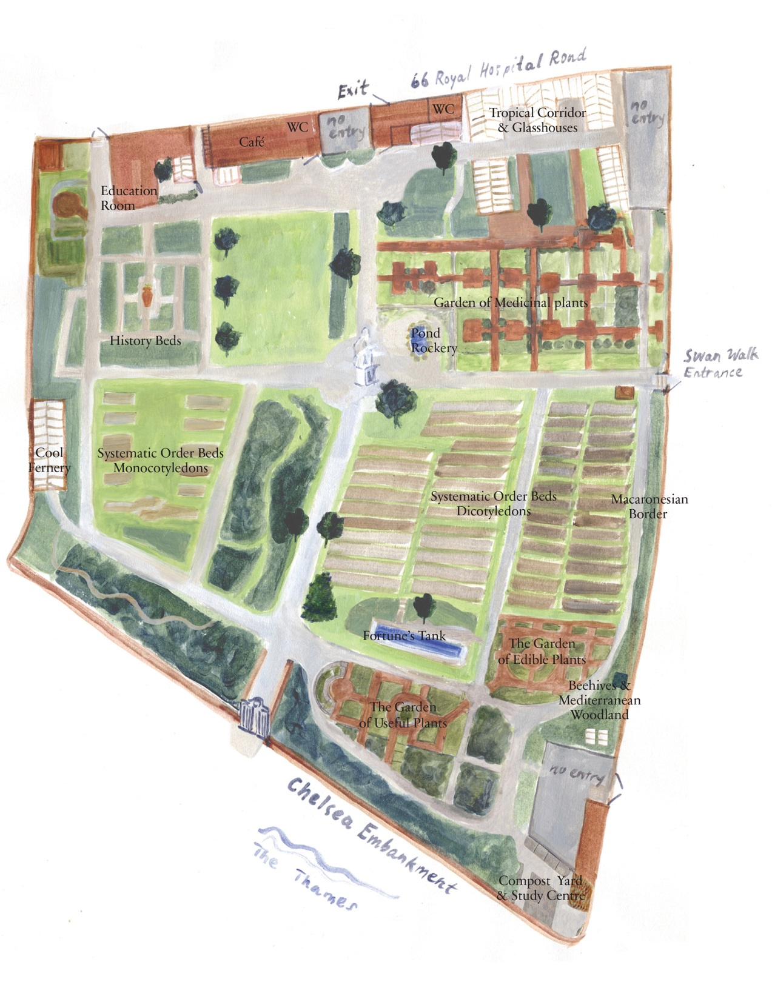 66 Royal Hospital Road
Exit
WC
Tropical Corridor
& Glasshouses
no
entry
WC
no
entry
Café
Education
Room
Garden of Medicinal plants
Pond
Rockery
History Beds
Swan Walk
Entrance
Cool
Fernery
Systematic Order Beds
Monocotyledons
Systematic Order Beds
Dicotyledons
Macaronesian
Border
Fortune's Tank
The Garden
of Edible Plants
Beehives &
Mediterranean
Woodland
The Garden
of Useful Plants
no entry
Chelsea Embankment
The Thames
Compost Yard
& Study Centre